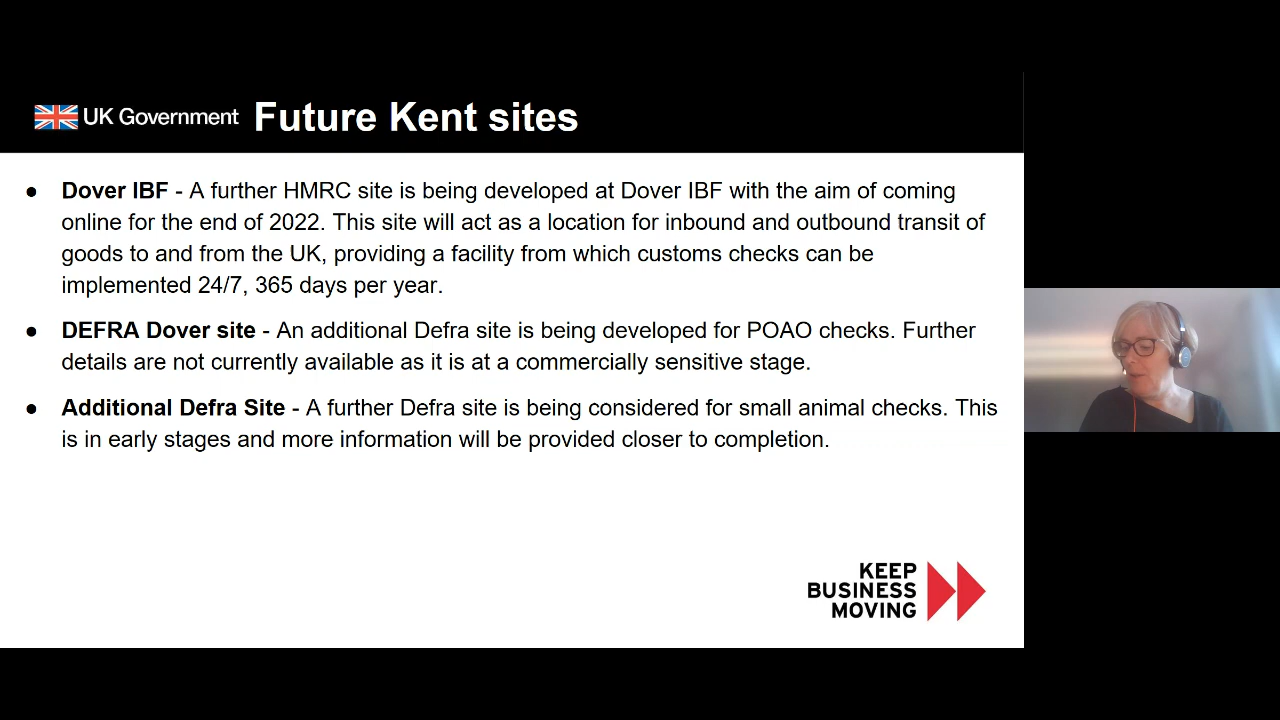 UK Government Future Kent sites
● Dover IBF - A further HMRC site is being developed at Dover IBF with the aim of coming
online for the end of 2022. This site will act as a location for inbound and outbound transit of
goods to and from the UK, providing a facility from which customs checks can be
implemented 24/7, 365 days per year.
● DEFRA Dover site - An additional Defra site is being developed for POAO checks. Further
details are not currently available as it is at a commercially sensitive stage.
● Additional Defra Site - A further Defra site is being considered for small animal checks. This
is in early stages and more information will be provided closer to completion.
KEEP
BUSINESS
MOVING